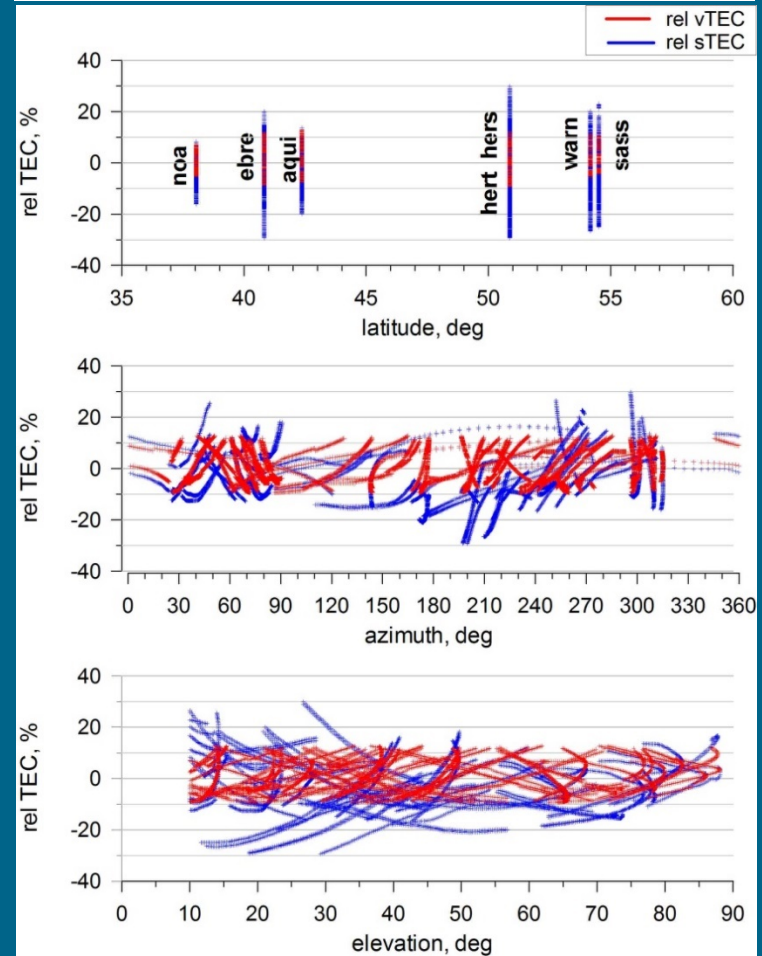 rel vTEC
rel sTEC
40
20
0
-20
-40
rel TEC, %
noa
ebre
aqui
hert hers
warn
sass
35 40 45 50 55 60
latitude, deg
40
20
0
-20
-40
rel TEC, %
0 30 60 90 120 150 180 210 240 270 300 330 360
azimuth, deg
40
20
0
-20
-40
rel TEC, %
0 10 20 30 40 50 60 70 80 90
elevation, deg